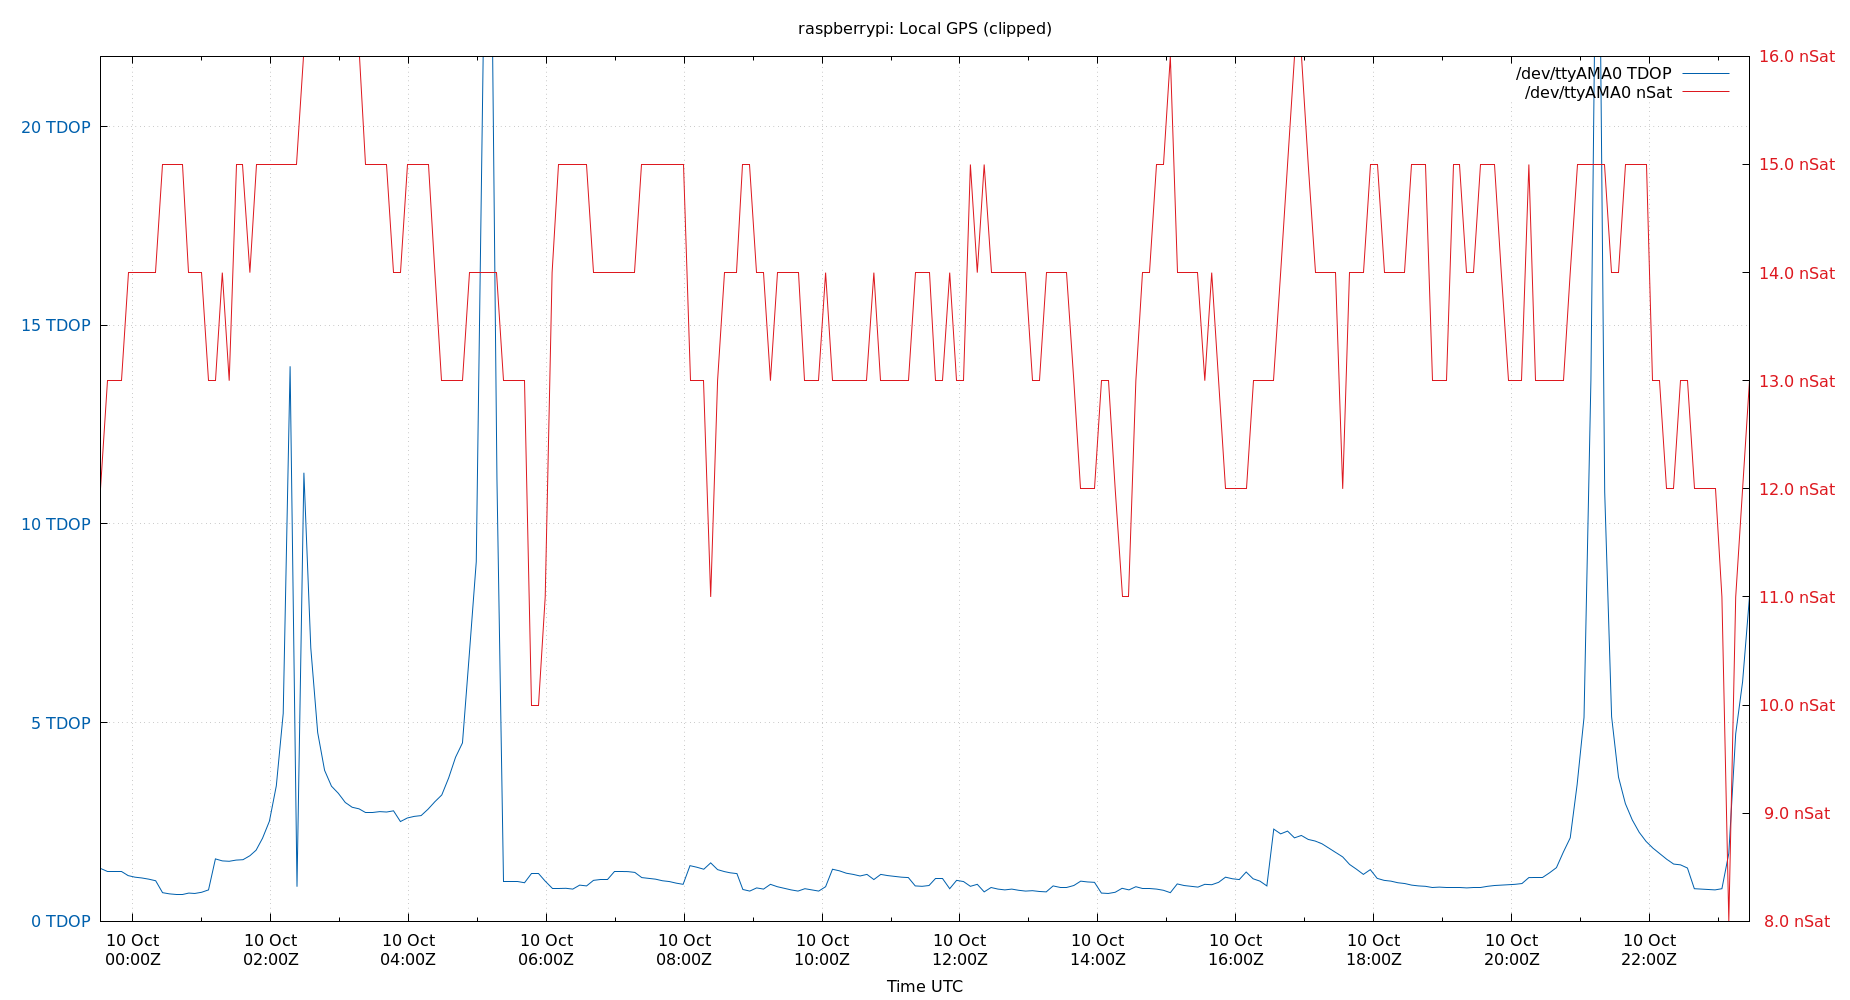 raspberrypi: Local GPS (clipped)
/dev/ttyAMA0 TDOP
/dev/ttyAMA0 nSat
20 TDOP
15 TDOP
10 TDOP
5 TDOP
0 TDOP
16.0 nSat
15.0 nSat
14.0 nSat
13.0 nSat
12.0 nSat
11.0 nSat
10.0 nSat
9.0 nSat
8.0 nSat
10 Oct 10 Oct 10 Oct 10 Oct 10 Oct 10 Oct 10 Oct 10 Oct 10 Oct 10 Oct 10 Oct 10 Oct
00:00Z 02:00Z 04:00Z 06:00Z 08:00Z 10:00Z 12:00Z 14:00Z 16:00Z 18:00Z 20:00Z 22:00Z
Time UTC